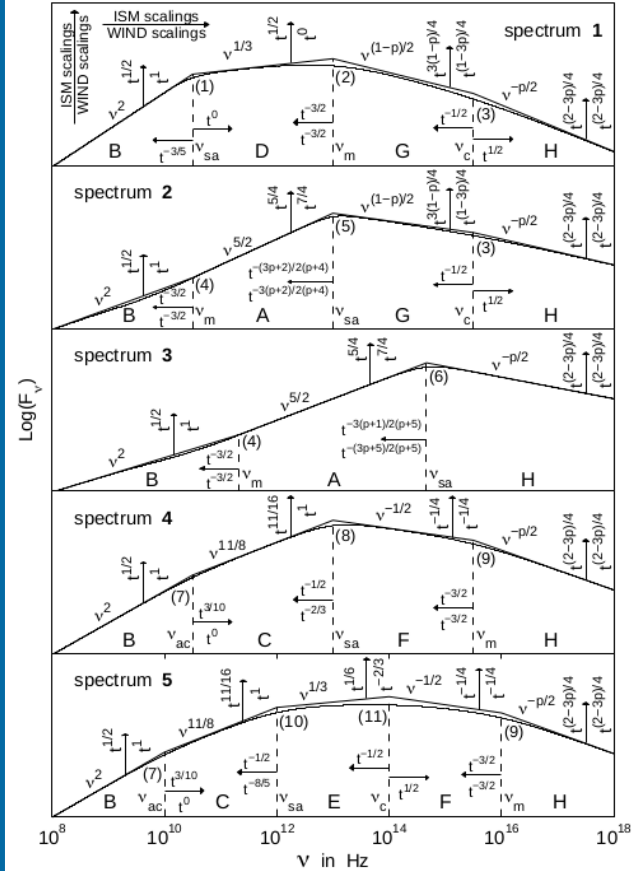 ISM scalings
WIND scalings
ISM scalings
WIND scalings
spectrum 1
ν^2
t^1/2
t^1
ν^1/3
t^1/2
t^0
ν^(1-p)/2
t^3(1-p)/4
t^(1-3p)/4
ν^-p/2
t^(2-3p)/4
t^(2-3p)/4
(1)
(2)
(3)
t^0
t^-3/5
t^-3/2
t^-3/2
t^-1/2
t^1/2
B
ν_sa
D
ν_m
G
ν_c
H
spectrum 2
ν^2
t^1/2
t^1
ν^5/2
t^5/4
t^7/4
ν^(1-p)/2
t^3(1-p)/4
t^(1-3p)/4
ν^-p/2
t^(2-3p)/4
t^(2-3p)/4
(4)
(5)
(3)
t^-3/2
t^-3/2
t^-(3p+2)/2(p+4)
t^-3(p+2)/2(p+4)
t^-1/2
t^1/2
B
ν_m
A
ν_sa
G
ν_c
H
spectrum 3
ν^2
t^1/2
t^1
ν^5/2
t^5/4
t^7/4
ν^-p/2
t^(2-3p)/4
t^(2-3p)/4
(4)
(6)
t^-3/2
t^-3/2
t^-3(p+1)/2(p+5)
t^-(3p+5)/2(p+5)
B
ν_m
A
ν_sa
H
spectrum 4
ν^2
t^1/2
t^1
ν^11/8
t^11/16
t^1
ν^-1/2
t^-1/4
t^-1/4
ν^-p/2
t^(2-3p)/4
t^(2-3p)/4
(7)
(8)
(9)
t^3/10
t^0
t^-1/2
t^-2/3
t^-3/2
t^-3/2
B
ν_ac
C
ν_sa
F
ν_m
H
spectrum 5
ν^2
t^1/2
t^1
ν^11/8
t^11/16
t^1
ν^1/3
t^1/6
t^-2/3
ν^-1/2
t^-1/4
t^-1/4
ν^-p/2
t^(2-3p)/4
t^(2-3p)/4
(7)
(10)
(11)
(9)
t^3/10
t^0
t^-1/2
t^-8/5
t^-1/2
t^1/2
t^-3/2
t^-3/2
B
ν_ac
C
ν_sa
E
ν_c
F
ν_m
H
10^8
10^10
10^12
10^14
10^16
10^18
ν in Hz
Log(F_ν)